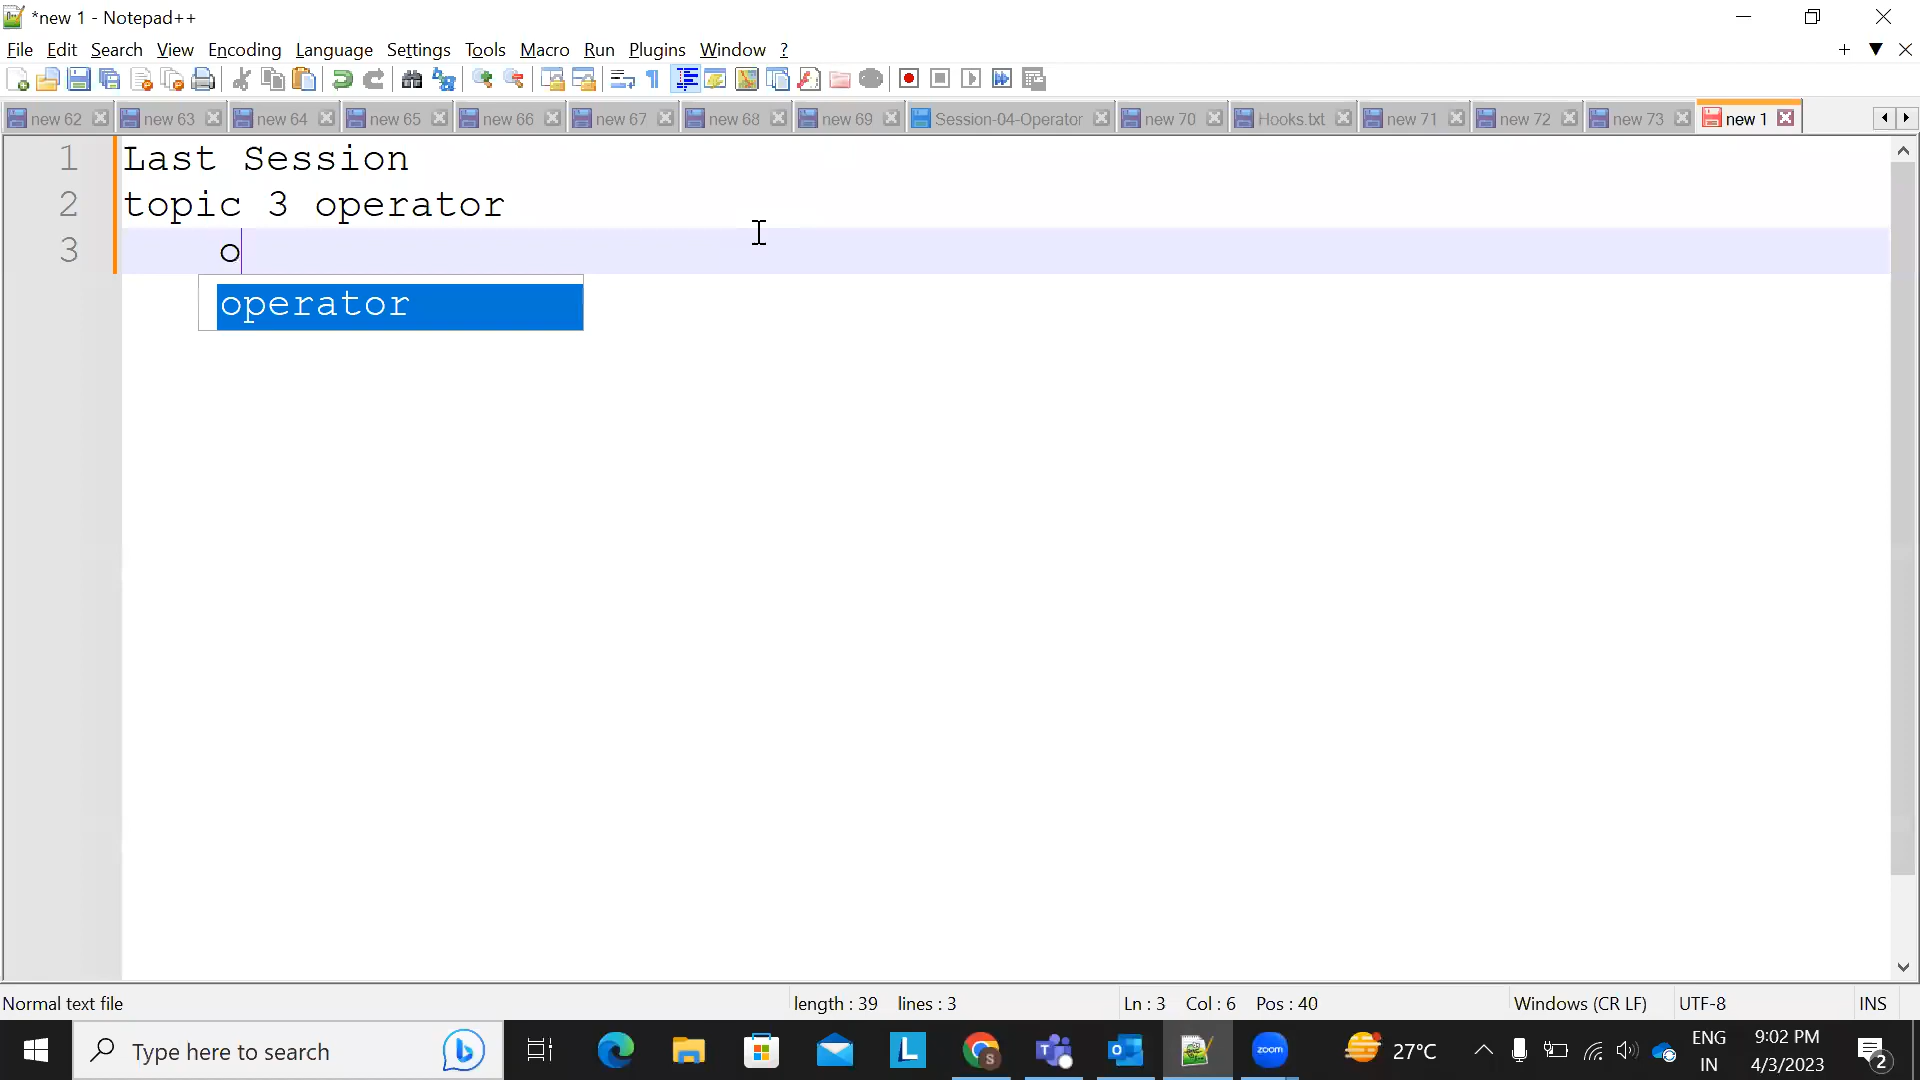 *new 1 - Notepad++
File Edit Search View Encoding Language Settings Tools Macro Run Plugins Window ?
new 62 new 63 new 64 new 65 new 66 new 67 new 68 new 69 Session-04-Operator new 70 Hooks.txt new 71 new 72 new 73 new 1
1 Last Session
2 topic 3 operator
3 o
operator
Normal text file length : 39 lines : 3 Ln : 3 Col : 6 Pos : 40 Windows (CR LF) UTF-8 INS
Type here to search L S zoom 27°C ENG IN 9:02 PM 4/3/2023 2